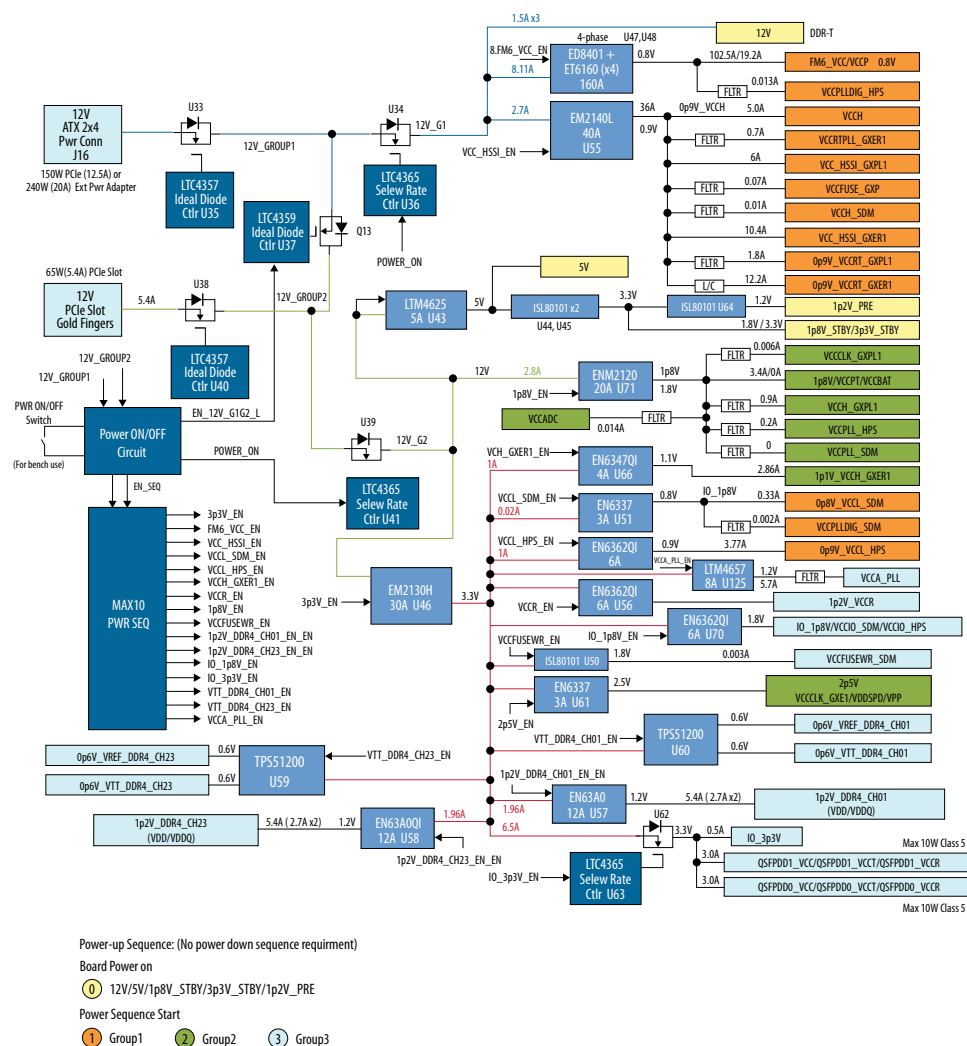 1.5A x3
12V
DDR-T
4-phase
U47,U48
8.FM6_VCC_EN
8.11A
ED8401 +
ET6160 (x4)
160A
0.8V
102.5A/19.2A
FM6_VCC/VCCP 0.8V
FLTR
0.013A
VCCPLLDIG_HPS
12V
ATX 2x4
Pwr Conn
J16
150W PCIe (12.5A) or
240W (20A) Ext Pwr Adapter
U33
12V_GROUP1
U34
12V_G1
2.7A
VCC_HSSI_EN
EM2140L
40A
U55
36A
0.9V
0p9V_VCCH
5.0A
VCCH
FLTR
0.7A
VCCRTPLL_GXER1
6A
VCC_HSSI_GXPL1
FLTR
0.07A
VCCFUSE_GXP
FLTR
0.01A
VCCH_SDM
10.4A
VCC_HSSI_GXER1
FLTR
1.8A
0p9V_VCCRT_GXPL1
L/C
12.2A
0p9V_VCCRT_GXER1
LTC4357
Ideal Diode
Ctlr U35
LTC4359
Ideal Diode
Ctlr U37
Q13
LTC4365
Selew Rate
Ctlr U36
POWER_ON
65W(5.4A) PCIe Slot
12V
PCIe Slot
Gold Fingers
5.4A
U38
12V_GROUP2
LTC4357
Ideal Diode
Ctlr U40
5V
LTM4625
5A U43
5V
ISL80101 x2
U44, U45
3.3V
ISL80101 U64
1.2V
1p2V_PRE
1.8V/ 3.3V
1p8V_STBY/3p3V_STBY
12V
2.8A
1p8V_EN
ENM2120
20A U71
1p8V
1.8V
FLTR
0.006A
VCCCLK_GXPL1
3.4A/0A
1p8V/VCCPT/VCCBAT
FLTR
0.9A
VCCH_GXPL1
FLTR
0.2A
VCCPLL_HPS
FLTR
0
VCCPLL_SDM
VCCADC
0.014A
FLTR
12V_GROUP2
12V_GROUP1
PWR ON/OFF
Switch
(For bench use)
Power ON/OFF
Circuit
EN_12V_G1G2_L
POWER_ON
EN_SEQ
U39
12V_G2
LTC4365
Selew Rate
Ctlr U41
VCH_GXER1_EN
1A
EN6347QI
4A U66
1.1V
2.86A
1p1V_VCCH_GXER1
VCCL_SDM_EN
0.02A
EN6337
3A U51
0.8V
IO_1p8V
0.33A
0p8V_VCCL_SDM
FLTR
0.002A
VCCPLLDIG_SDM
VCCL_HPS_EN
1A
EN6362QI
6A
0.9V
3.77A
0p9V_VCCL_HPS
VCCA_PLL_EN
LTM4657
8A U125
1.2V
5.7A
FLTR
VCCA_PLL
VCCR_EN
EN6362QI
6A U56
1p2V_VCCR
IO_1p8V_EN
EN6362QI
6A U70
1.8V
IO_1p8V/VCCIO_SDM/VCCIO_HPS
VCCFUSEWR_EN
ISL80101 U50
1.8V
0.003A
VCCFUSEWR_SDM
EN6337
3A U61
2p5V_EN
2.5V
2p5V
VCCCLK_GXE1/VDDSPD/VPP
MAX10
PWR SEQ
3p3V_EN
FM6_VCC_EN
VCC_HSSI_EN
VCCL_SDM_EN
VCCL_HPS_EN
VCCH_GXER1_EN
VCCR_EN
1p8V_EN
VCCFUSEWR_EN
1p2V_DDR4_CH01_EN_EN
1p2V_DDR4_CH23_EN_EN
IO_1p8V_EN
IO_3p3V_EN
VTT_DDR4_CH01_EN
VTT_DDR4_CH23_EN
VCCA_PLL_EN
3p3V_EN
EM2130H
30A U46
3.3V
VTT_DDR4_CH01_EN
TPS51200
U60
0.6V
0p6V_VREF_DDR4_CH01
0.6V
0p6V_VTT_DDR4_CH01
0p6V_VREF_DDR4_CH23
0.6V
0p6V_VTT_DDR4_CH23
0.6V
TPS51200
U59
VTT_DDR4_CH23_EN
1p2V_DDR4_CH01_EN_EN
1.96A
EN63A0
12A U57
1.2V
5.4A ( 2.7A x2)
1p2V_DDR4_CH01
(VDD/VDDQ)
1p2V_DDR4_CH23
(VDD/VDDQ)
5.4A ( 2.7A x2)
1.2V
EN63A0QI
12A U58
1.96A
1p2V_DDR4_CH23_EN_EN
6.5A
U62
3.3V
0.5A
IO_3p3V
Max 10W Class 5
3.0A
QSFPDD1_VCC/QSFPDD1_VCCT/QSFPDD1_VCCR
3.0A
QSFPDD0_VCC/QSFPDD0_VCCT/QSFPDD0_VCCR
Max 10W Class 5
IO_3p3V_EN
LTC4365
Selew Rate
Ctlr U63
Power-up Sequence: (No power down sequence requirment)
Board Power on
0 12V/5V/1p8V_STBY/3p3V_STBY/1p2V_PRE
Power Sequence Start
1 Group1 2 Group2 3 Group3